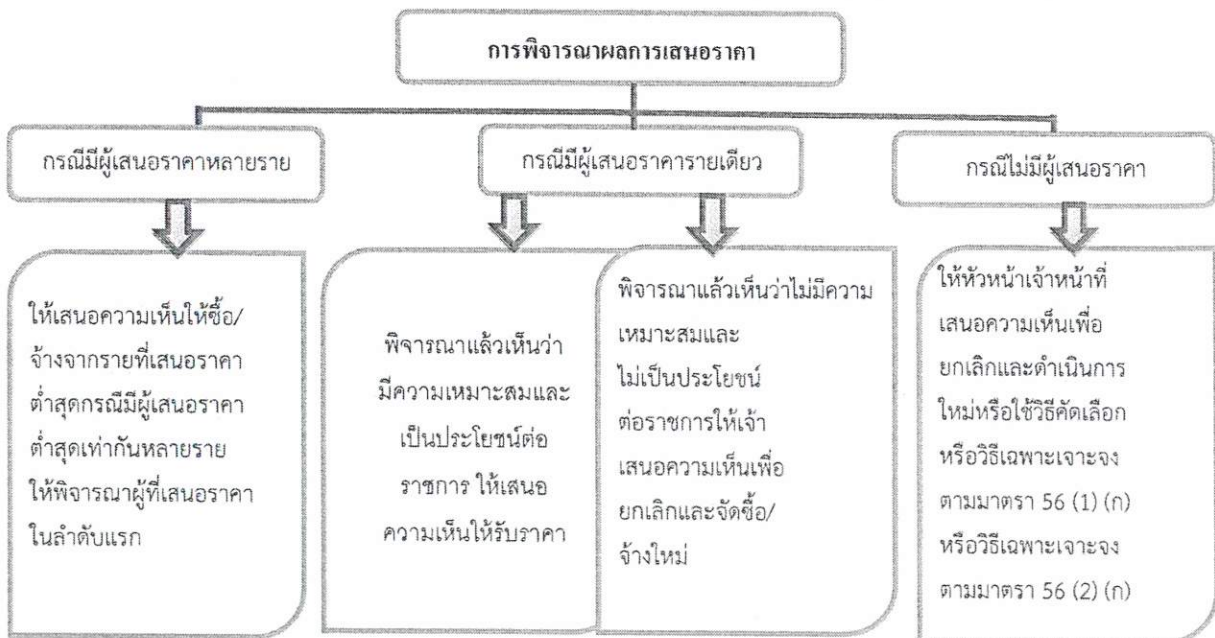 การพิจารณาผลการเสนอราคา
กรณีมีผู้เสนอราคาหลายราย
กรณีมีผู้เสนอราคารายเดียว
กรณีไม่มีผู้เสนอราคา
ให้เสนอความเห็นให้ซื้อ/
จ้างจากรายที่เสนอราคา
ต่ำสุดกรณีมีผู้เสนอราคา
ต่ำสุดเท่ากันหลายราย
ให้พิจารณาผู้ที่เสนอราคา
ในลำดับแรก
พิจารณาแล้วเห็นว่า
มีความเหมาะสมและ
เป็นประโยชน์ต่อ
ราชการ ให้เสนอ
ความเห็นให้รับราคา
พิจารณาแล้วเห็นว่าไม่มีความ
เหมาะสมและ
ไม่เป็นประโยชน์
ต่อราชการให้เจ้า
เสนอความเห็นเพื่อ
ยกเลิกและจัดซื้อ/
จ้างใหม่
ให้หัวหน้าเจ้าหน้าที่
เสนอความเห็นเพื่อ
ยกเลิกและดำเนินการ
ใหม่หรือใช้วิธีคัดเลือก
หรือวิธีเฉพาะเจาะจง
ตามมาตรา 56 (1) (ก)
หรือวิธีเฉพาะเจาะจง
ตามมาตรา 56 (2) (ก)